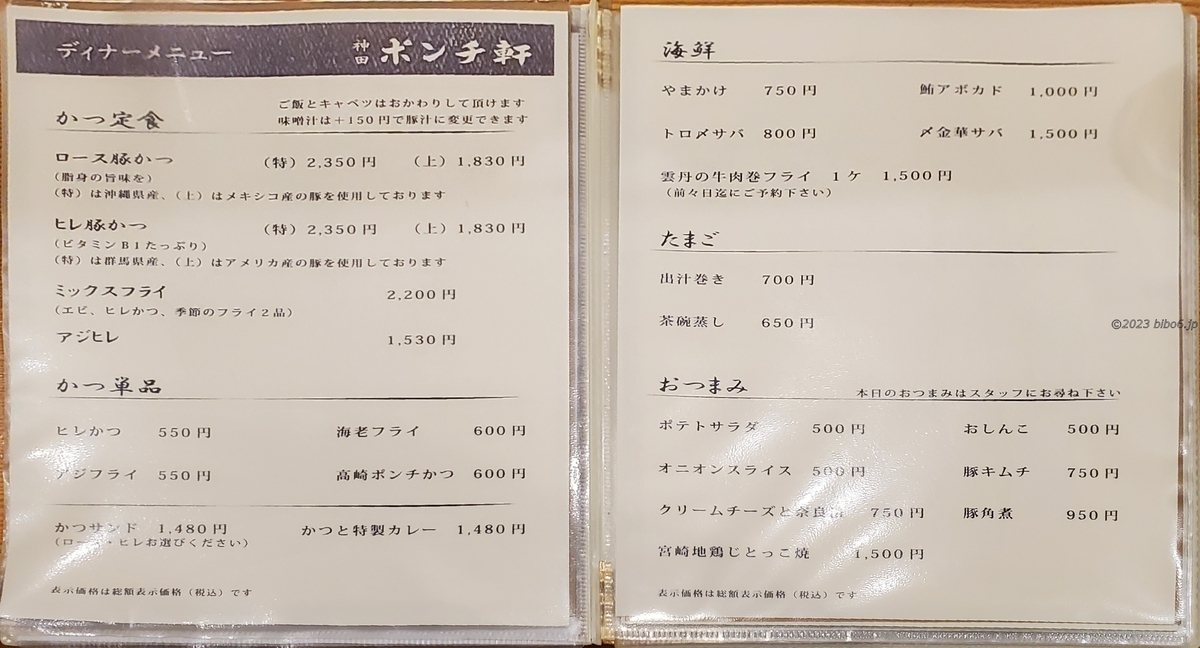 ディナーメニュー 神田 ポンチ軒
かつ定食
ご飯とキャベツはおかわりして頂けます
味噌汁は＋150円で豚汁に変更できます
ロース豚かつ (特) 2,350円 (上) 1,830円
(脂身の旨味を)
(特) は沖縄県産、(上) はメキシコ産の豚を使用しております
ヒレ豚かつ (特) 2,350円 (上) 1,830円
(ビタミンB1たっぷり)
(特) は群馬県産、(上) はアメリカ産の豚を使用しております
ミックスフライ 2,200円
(エビ、ヒレかつ、季節のフライ2品)
アジヒレ 1,530円
かつ単品
ヒレかつ 550円 海老フライ 600円
アジフライ 550円 高崎ポンチかつ 600円
かつサンド 1,480円 かつと特製カレー 1,480円
(ロース・ヒレお選びください)
表示価格は総額表示価格 (税込) です
海鮮
やまかけ 750円 鮪アボカド 1,000円
トロ〆サバ 800円 〆金華サバ 1,500円
雲丹の牛肉巻フライ 1ケ 1,500円
(前々日迄にご予約下さい)
たまご
出汁巻き 700円
茶碗蒸し 650円
おつまみ 本日のおつまみはスタッフにお尋ね下さい
ポテトサラダ 500円 おしんこ 500円
オニオンスライス 500円 豚キムチ 750円
クリームチーズと奈良漬 750円 豚角煮 950円
宮崎地鶏じとっこ焼 1,500円
表示価格は総額表示価格 (税込) です
©2023 bibo6.jp